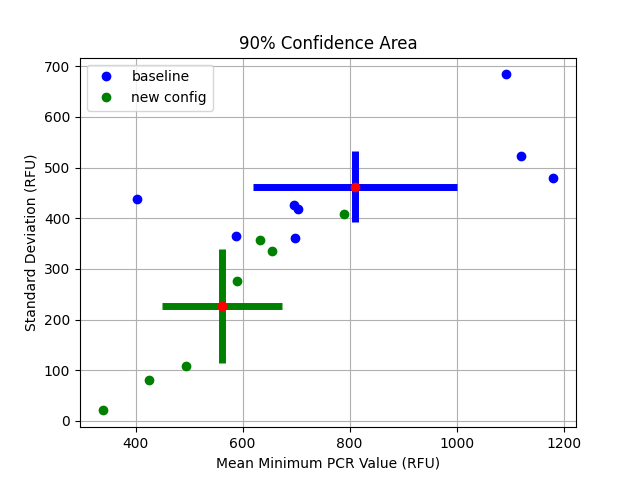 90% Confidence Area
baseline
new config
Standard Deviation (RFU)
700
600
500
400
300
200
100
0
400 600 800 1000 1200
Mean Minimum PCR Value (RFU)